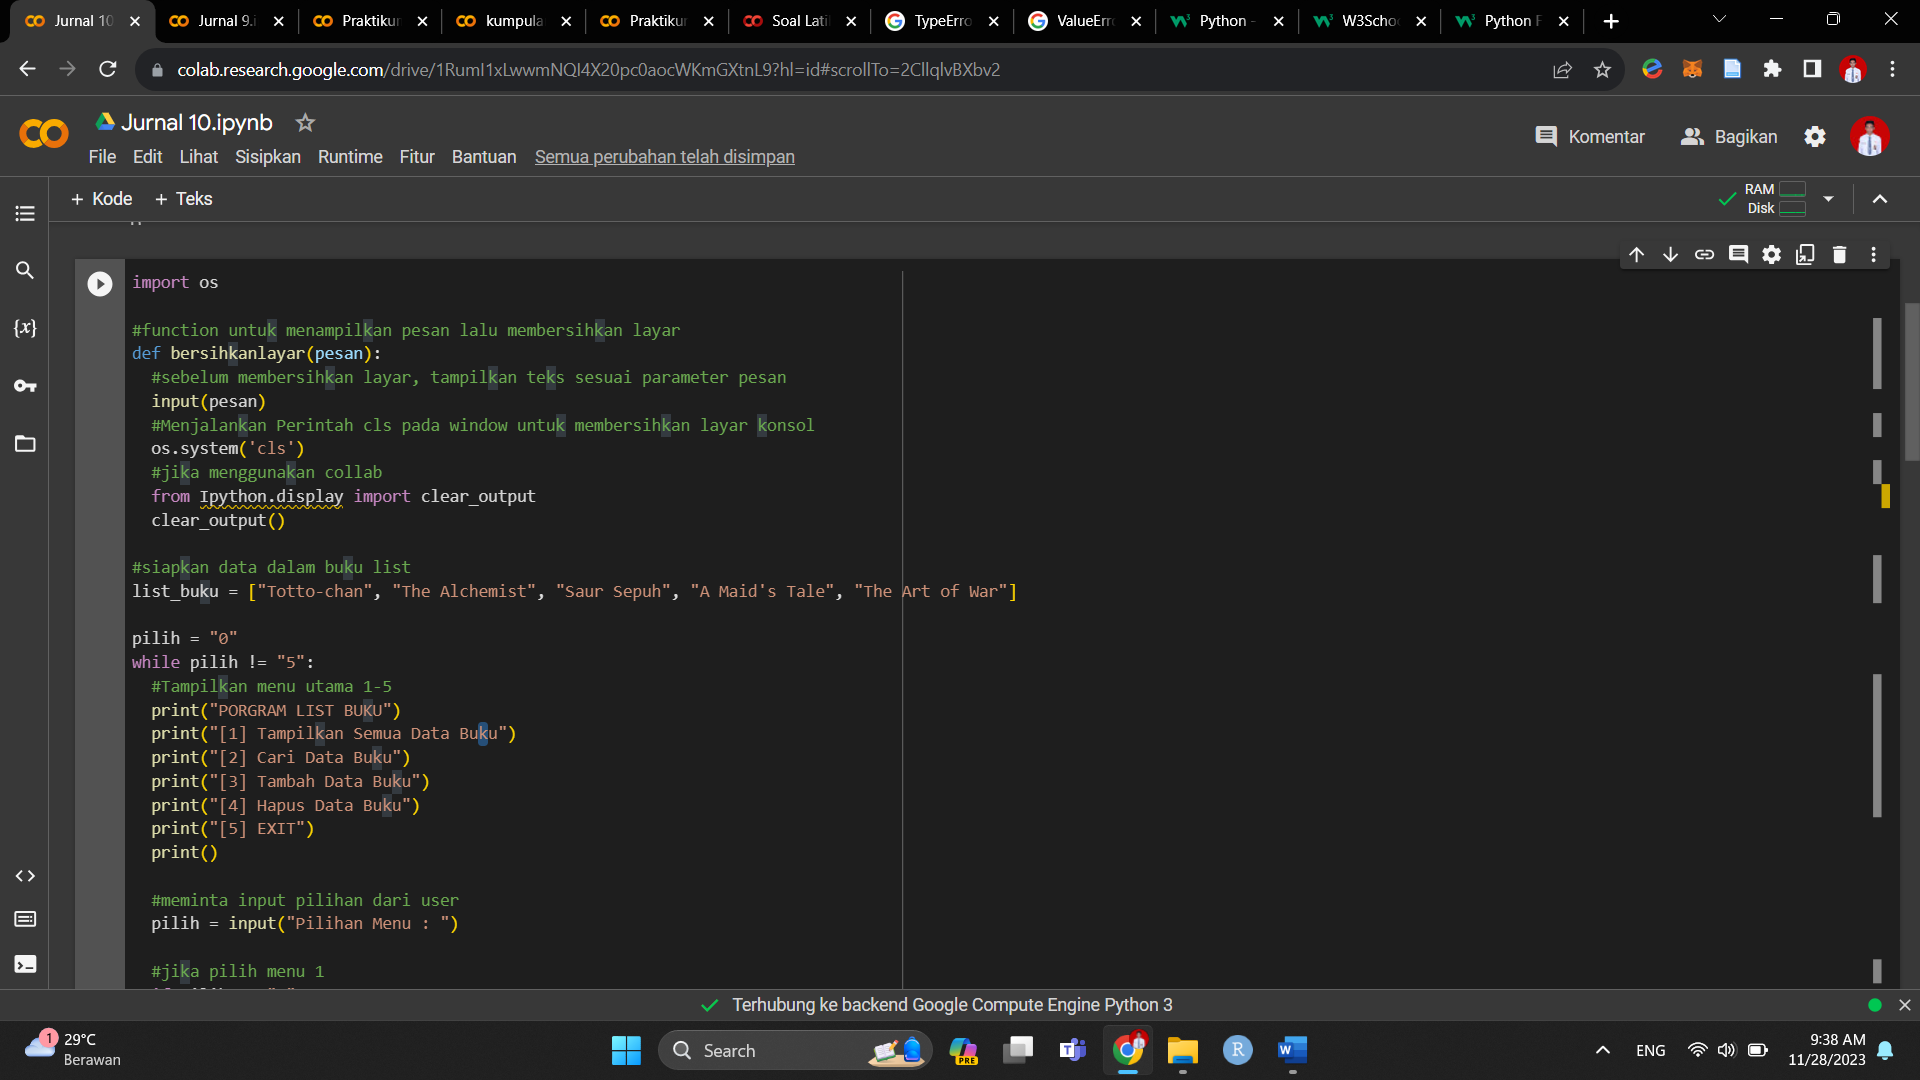 Jurnal 10
Jurnal 9.i
Praktikur
kumpula
Praktikur
Soal Lati
TypeErro
ValueErro
Python -
W3Scho
Python F
colab.research.google.com/drive/1RumI1xLwwmNQI4X20pc0aocWKmGXtnL9?hl=id#scrollTo=2CllqlvBXbv2
Jurnal 10.ipynb
Komentar
Bagikan
File Edit Lihat Sisipkan Runtime Fitur Bantuan Semua perubahan telah disimpan
+ Kode + Teks
RAM
Disk
{x}
import os
#function untuk menampilkan pesan lalu membersihkan layar
def bersihkanlayar(pesan):
#sebelum membersihkan layar, tampilkan teks sesuai parameter pesan
input(pesan)
#Menjalankan Perintah cls pada window untuk membersihkan layar konsol
os.system('cls')
#jika menggunakan collab
from Ipython.display import clear_output
clear_output()
#siapkan data dalam buku list
list_buku = ["Totto-chan", "The Alchemist", "Saur Sepuh", "A Maid's Tale", "The Art of War"]
pilih = "0"
while pilih != "5":
#Tampilkan menu utama 1-5
print("PORGRAM LIST BUKU")
print("[1] Tampilkan Semua Data Buku")
print("[2] Cari Data Buku")
print("[3] Tambah Data Buku")
print("[4] Hapus Data Buku")
print("[5] EXIT")
print()
#meminta input pilihan dari user
pilih = input("Pilihan Menu : ")
#jika pilih menu 1
Terhubung ke backend Google Compute Engine Python 3
1
29°C
Berawan
Search
PRE
ENG
9:38 AM
11/28/2023